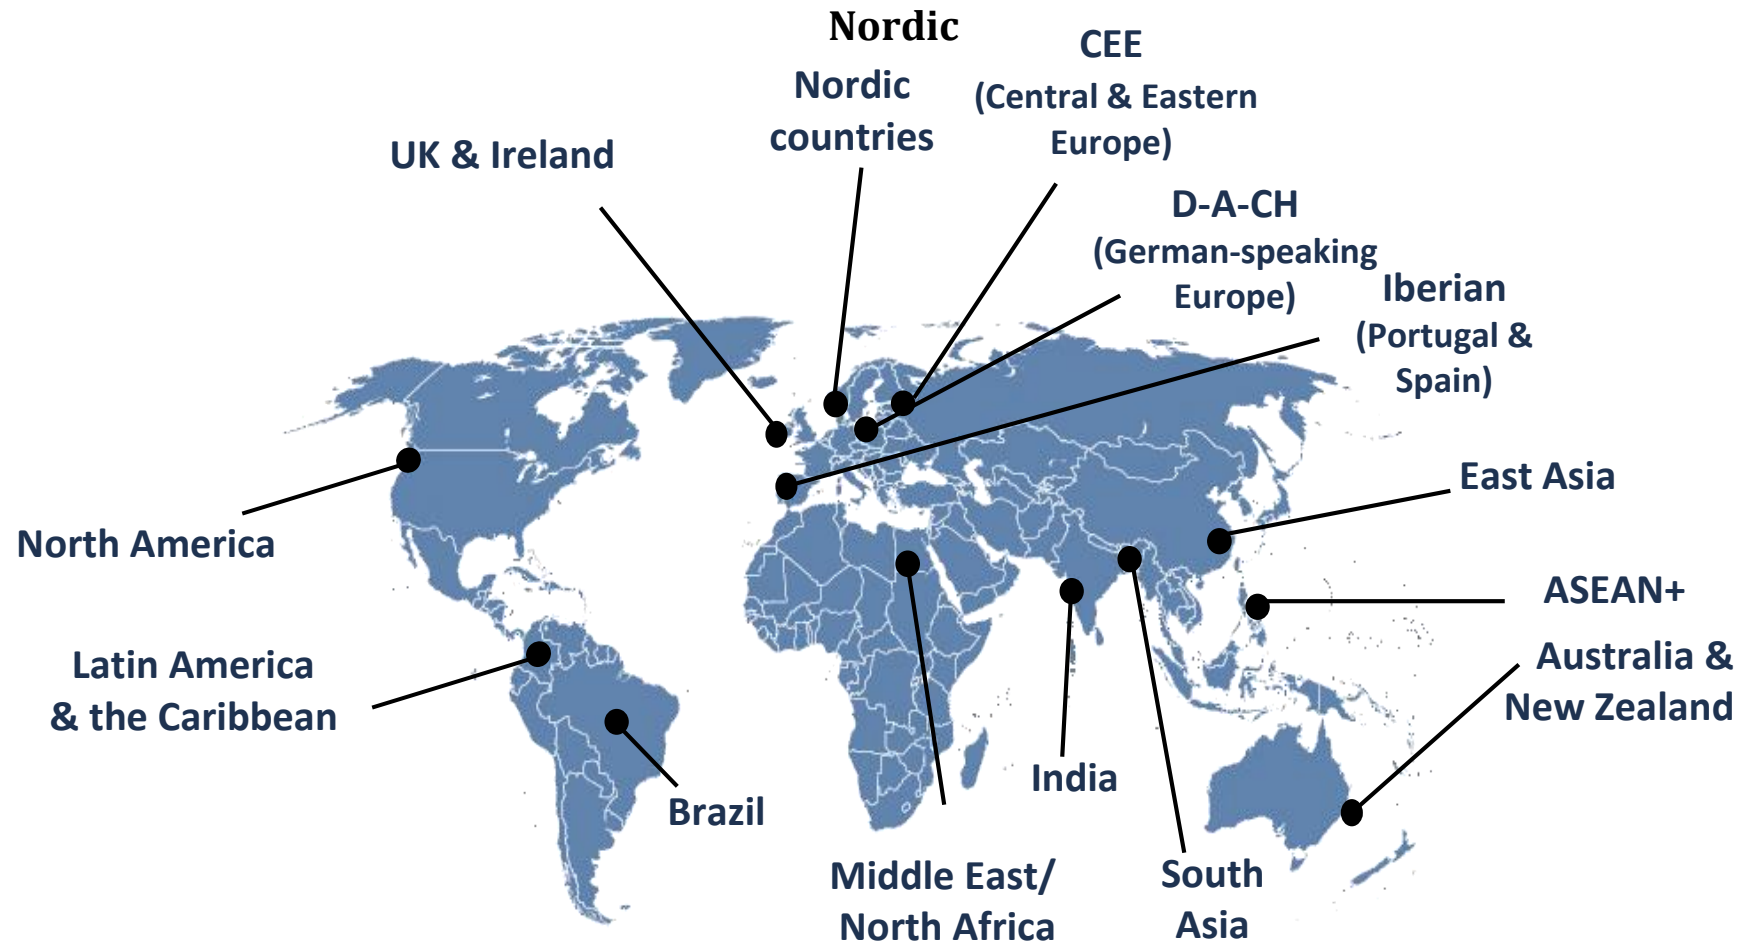 Nordic
Nordic
countries
CEE
(Central & Eastern
Europe)
UK & Ireland
D-A-CH
(German-speaking
Europe)
Iberian
(Portugal &
Spain)
East Asia
North America
ASEAN+
Latin America
& the Caribbean
Australia &
New Zealand
India
Brazil
Middle East/
North Africa
South
Asia